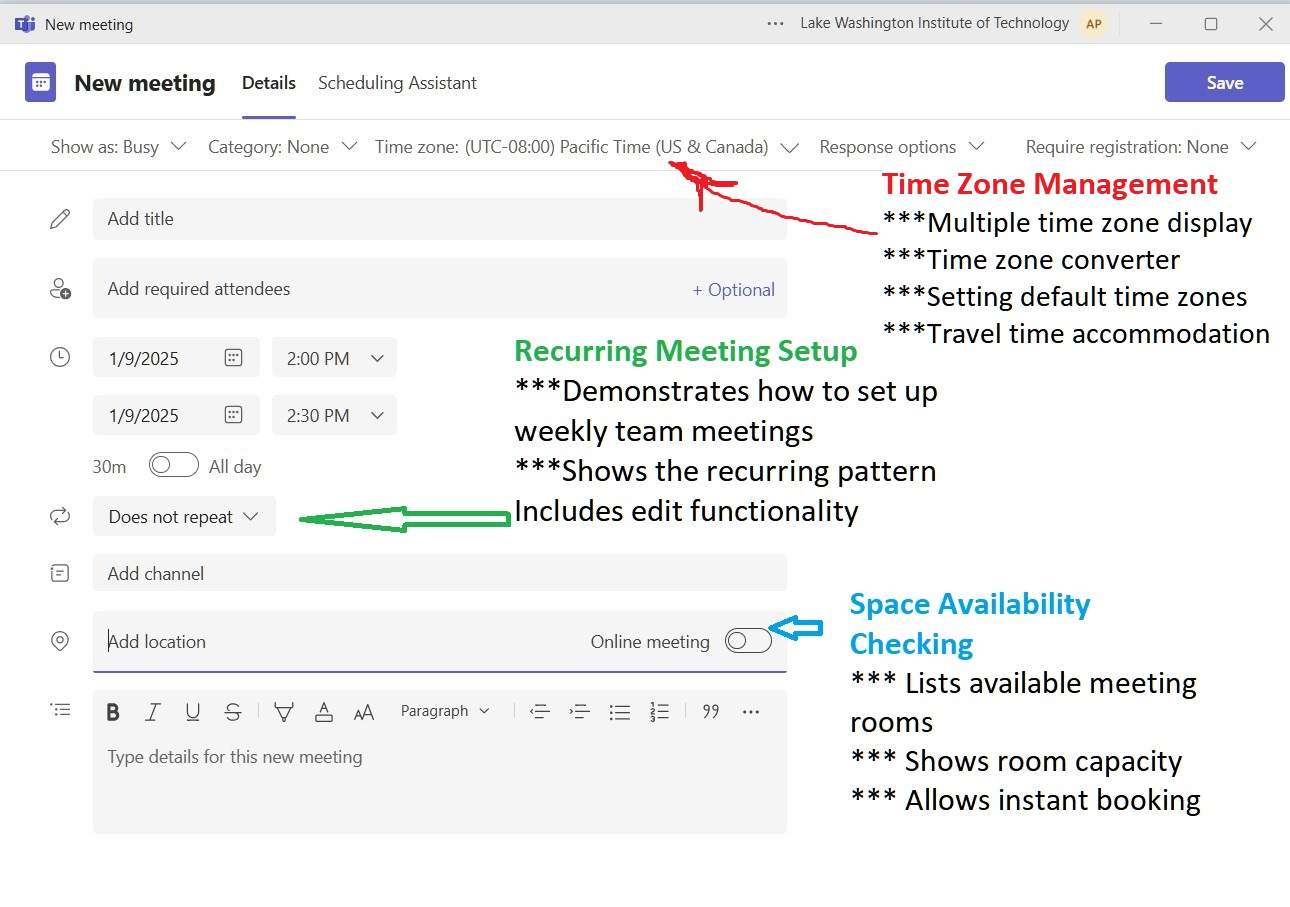 New meeting
··· Lake Washington Institute of Technology AP
New meeting Details Scheduling Assistant Save
Show as: Busy Category: None Time zone: (UTC-08:00) Pacific Time (US & Canada) Response options Require registration: None
Time Zone Management
***Multiple time zone display
***Time zone converter
***Setting default time zones
***Travel time accommodation
Add title
Add required attendees + Optional
1/9/2025 2:00 PM
1/9/2025 2:30 PM
30m All day
Recurring Meeting Setup
***Demonstrates how to set up
weekly team meetings
***Shows the recurring pattern
Includes edit functionality
Does not repeat
Add channel
Add location Online meeting
Space Availability
Checking
*** Lists available meeting
rooms
*** Shows room capacity
*** Allows instant booking
B I U S A AA Paragraph 99 ···
Type details for this new meeting